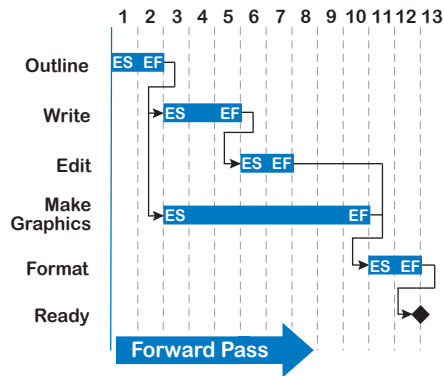 1 2 3 4 5 6 7 8 9 10 11 12 13
Outline ES EF
Write ES EF
Edit ES EF
Make
Graphics ES EF
Format ES EF
Ready
Forward Pass